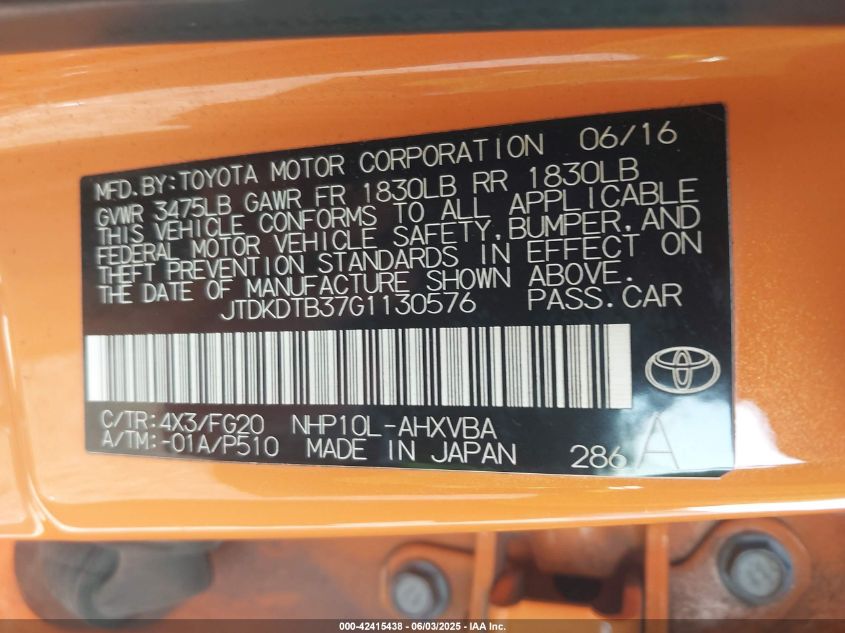 MFD. BY: TOYOTA MOTOR CORPORATION 06/16
GVWR 3475LB GAWR FR 1830LB RR 1830LB
THIS VEHICLE CONFORMS TO ALL APPLICABLE
FEDERAL MOTOR VEHICLE SAFETY, BUMPER, AND
THEFT PREVENTION STANDARDS IN EFFECT ON
THE DATE OF MANUFACTURE SHOWN ABOVE.
JTDKDTB37G1130576 PASS. CAR
C/TR: 4X3/FG20 NHP10L-AHXVBA
A/TM: -01A/P510 MADE IN JAPAN 286 A
000-42415438 - 06/03/2025 - IAA, Inc.